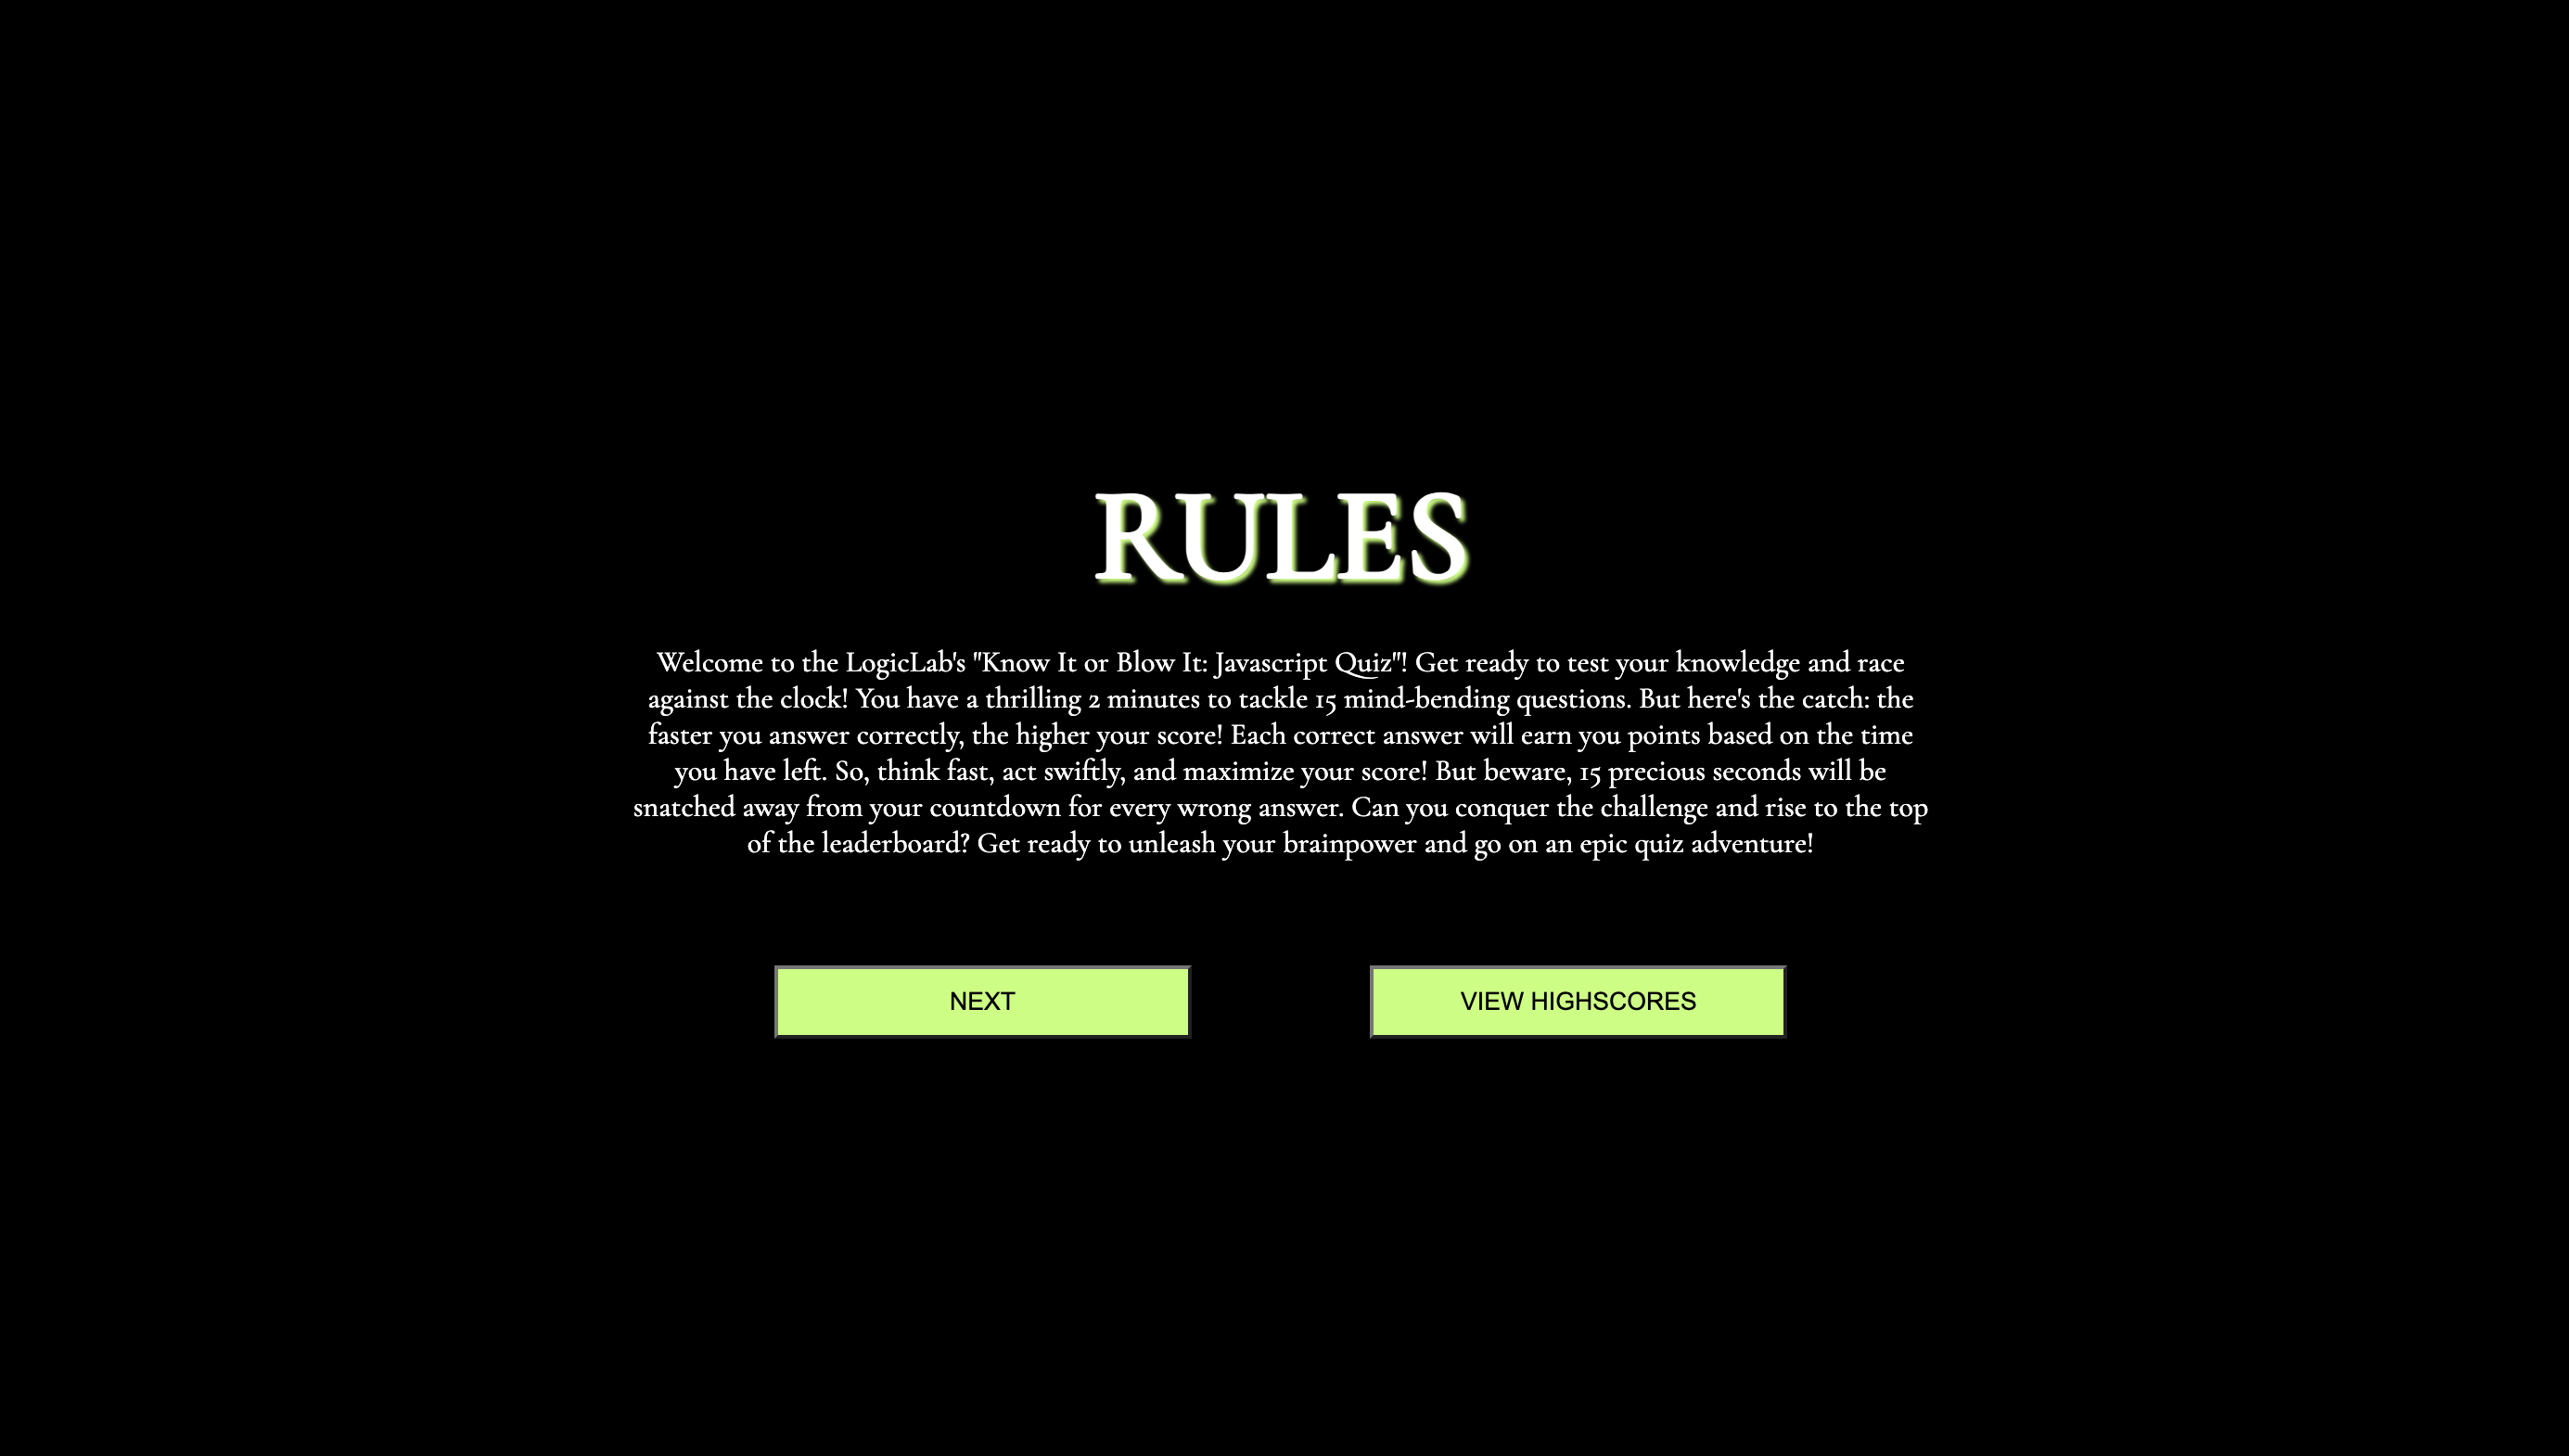 RULES
Welcome to the LogicLab's "Know It or Blow It: Javascript Quiz"! Get ready to test your knowledge and race
against the clock! You have a thrilling 2 minutes to tackle 15 mind-bending questions. But here's the catch: the
faster you answer correctly, the higher your score! Each correct answer will earn you points based on the time
you have left. So, think fast, act swiftly, and maximize your score! But beware, 15 precious seconds will be
snatched away from your countdown for every wrong answer. Can you conquer the challenge and rise to the top
of the leaderboard? Get ready to unleash your brainpower and go on an epic quiz adventure!
NEXT
VIEW HIGHSCORES